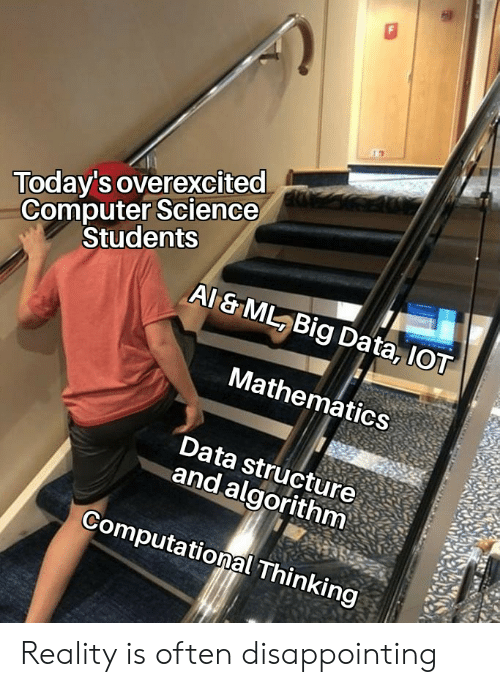 F
Today's overexcited
Computer Science
Students
AI & ML, Big Data, IOT
Mathematics
Data structure
and algorithm
Computational Thinking
Reality is often disappointing